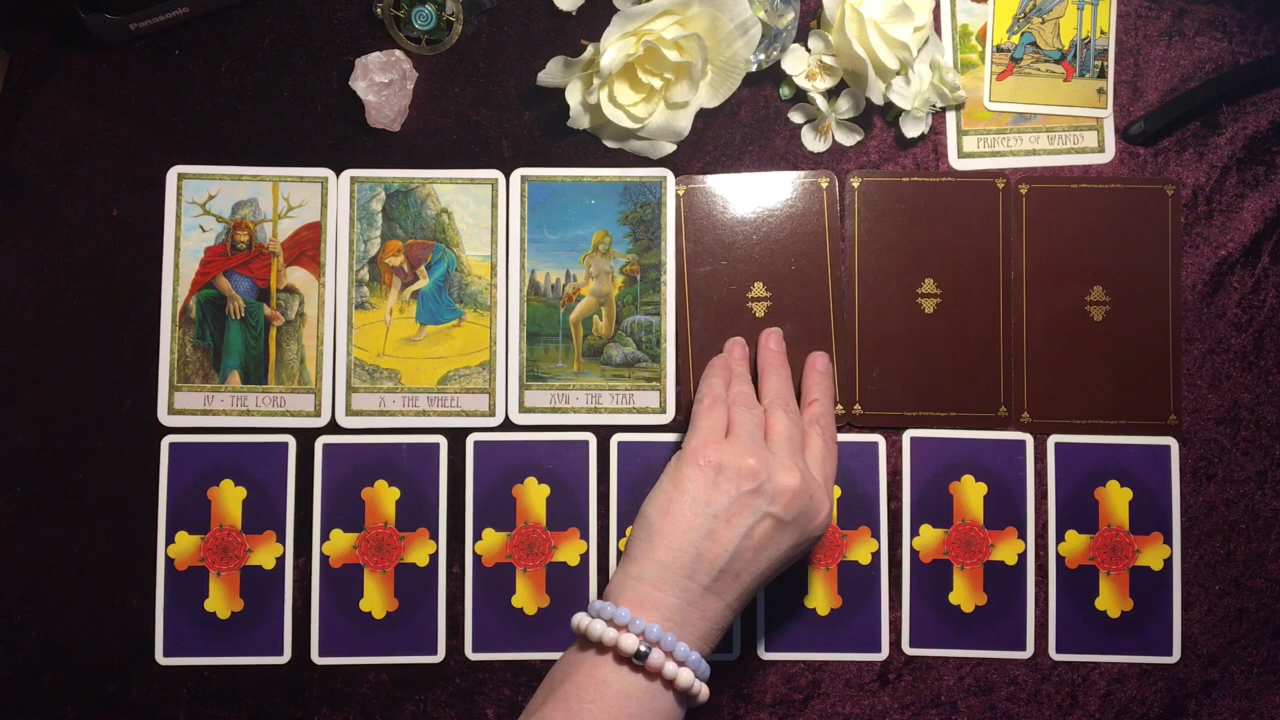 Panasonic
PRINCESS OF WANDS
IV • THE LORD
X • THE WHEEL
XVII • THE STAR